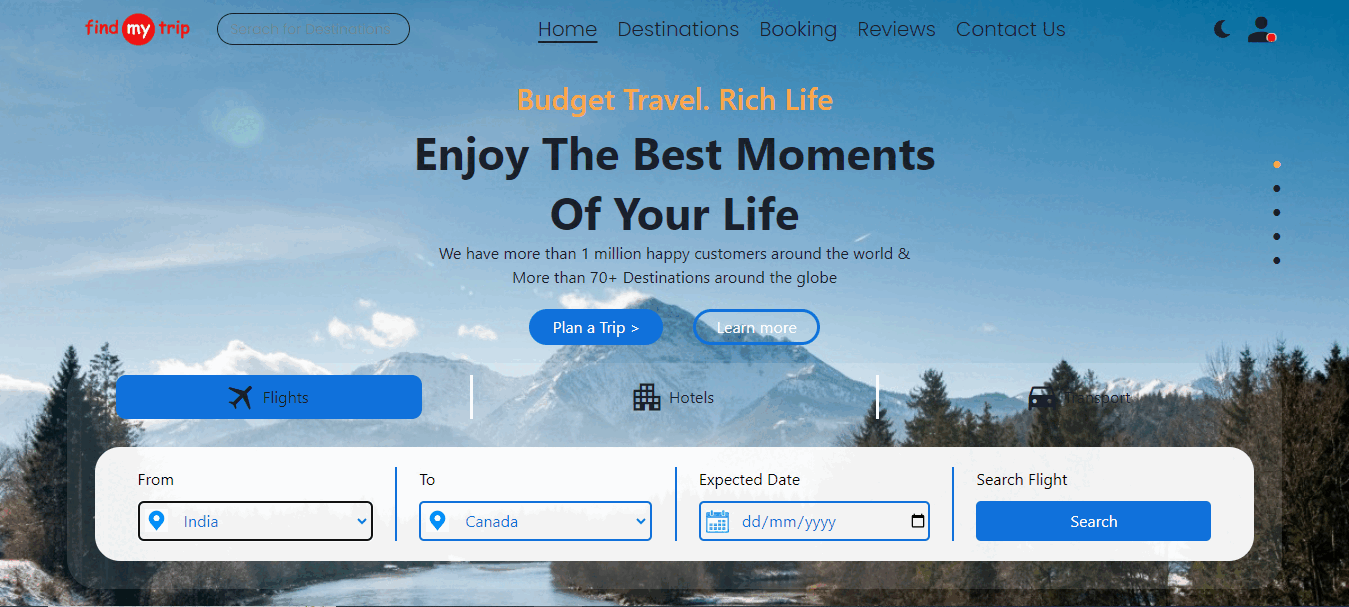 find my trip
Search for Destinations
Home Destinations Booking Reviews Contact Us
Budget Travel. Rich Life
Enjoy The Best Moments
Of Your Life
We have more than 1 million happy customers around the world &
More than 70+ Destinations around the globe
Plan a Trip > Learn more
Flights Hotels Transport
From To Expected Date Search Flight
India Canada dd/mm/yyyy Search